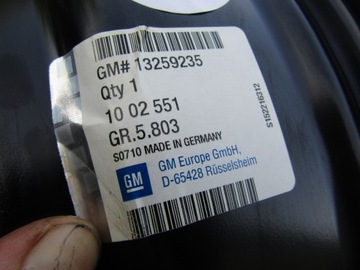 GM# 13259235
Qty 1
10 02 551
GR.5.803
S0710 MADE IN GERMANY
GM
GM Europe GmbH,
D-65428 Rüsselsheim